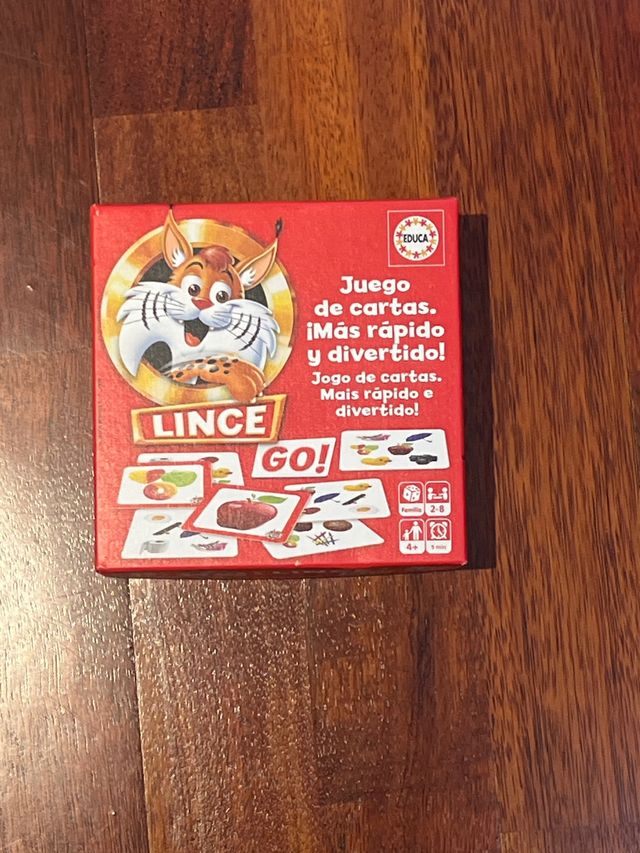 EDUCA
Juego
de cartas.
¡Más rápido
y divertido!
Jogo de cartas.
Mais rápido e
divertido!
LINCE
GO!
Familia
2-8
4+
5 min